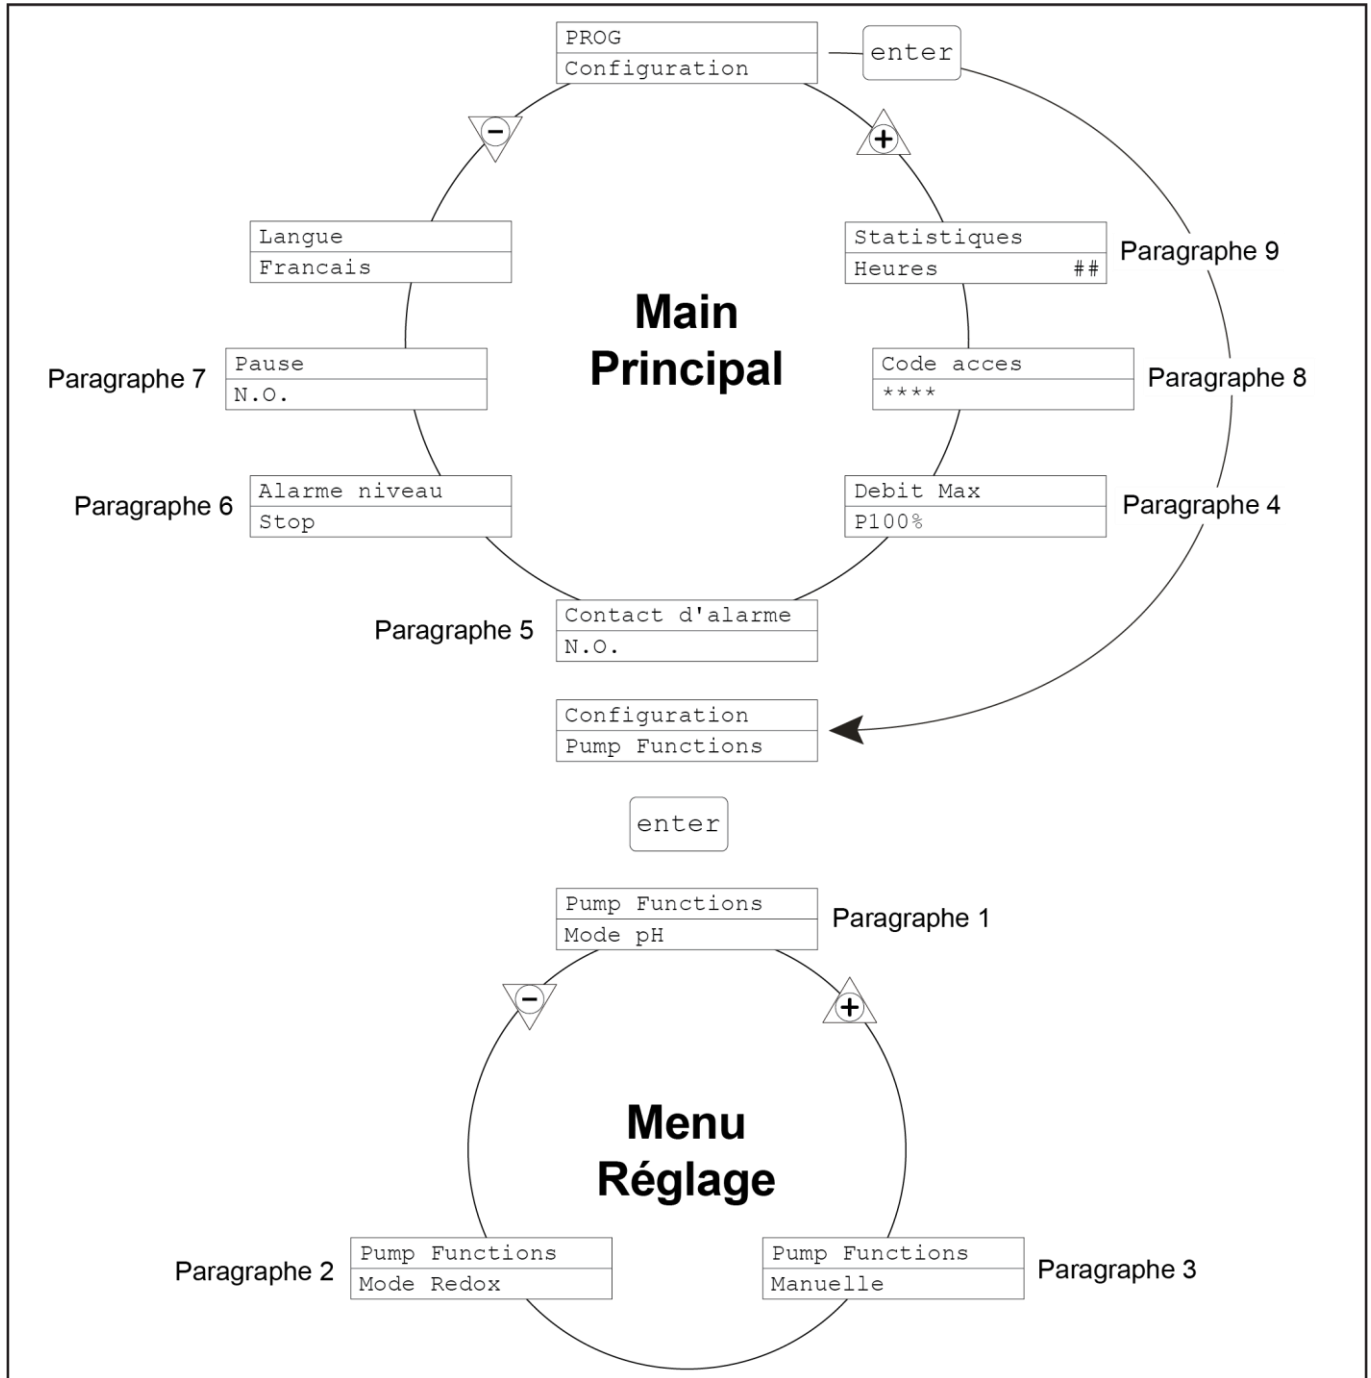 PROG
Configuration
enter
−
+
Langue
Francais
Statistiques
Heures ##
Paragraphe 9
Main
Principal
Paragraphe 7
Pause
N.O.
Code acces
****
Paragraphe 8
Paragraphe 6
Alarme niveau
Stop
Debit Max
P100%
Paragraphe 4
Paragraphe 5
Contact d'alarme
N.O.
Configuration
Pump Functions
enter
Pump Functions
Mode pH
Paragraphe 1
−
+
Menu
Réglage
Paragraphe 2
Pump Functions
Mode Redox
Pump Functions
Manuelle
Paragraphe 3